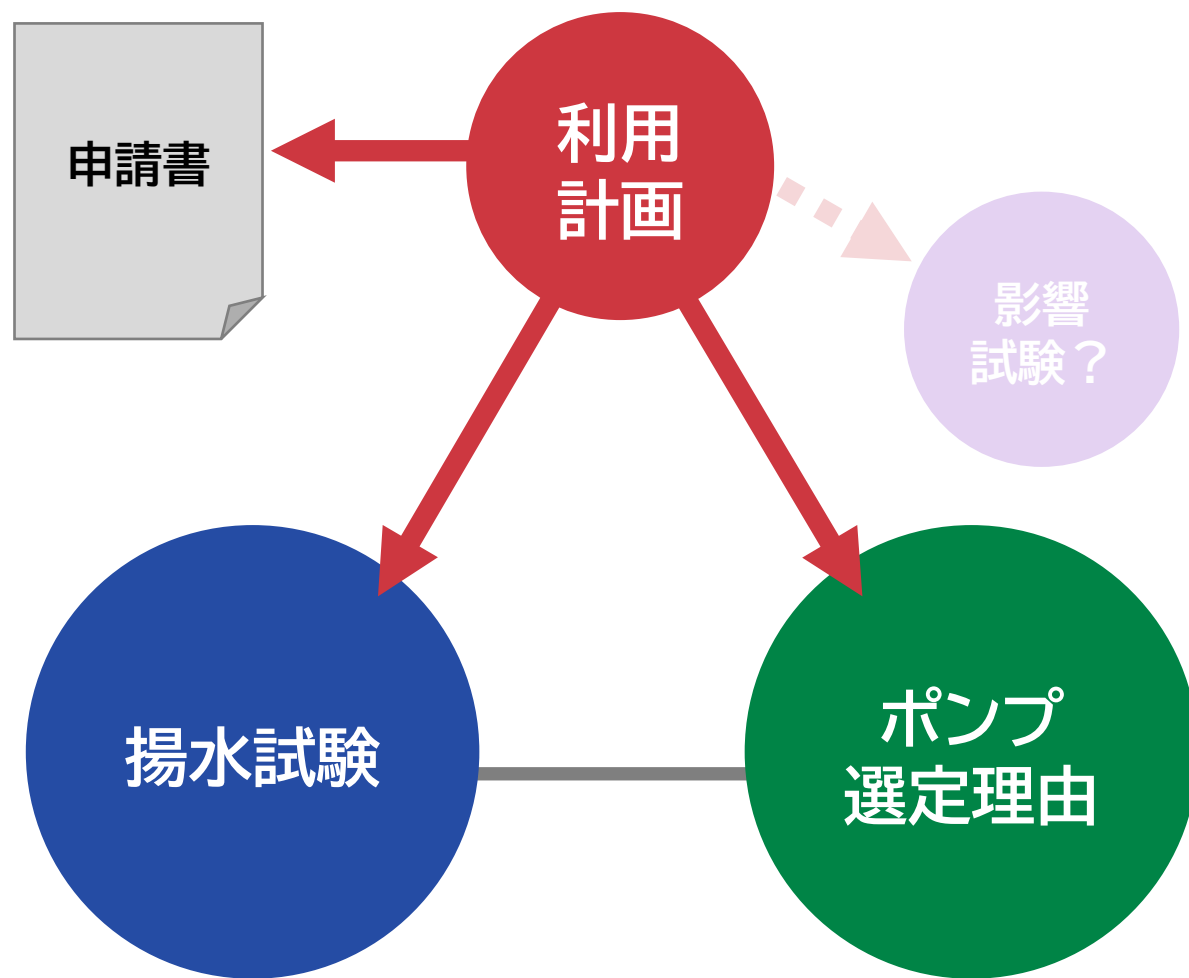 申請書
利用
計画
影響
試験？
揚水試験
ポンプ
選定理由